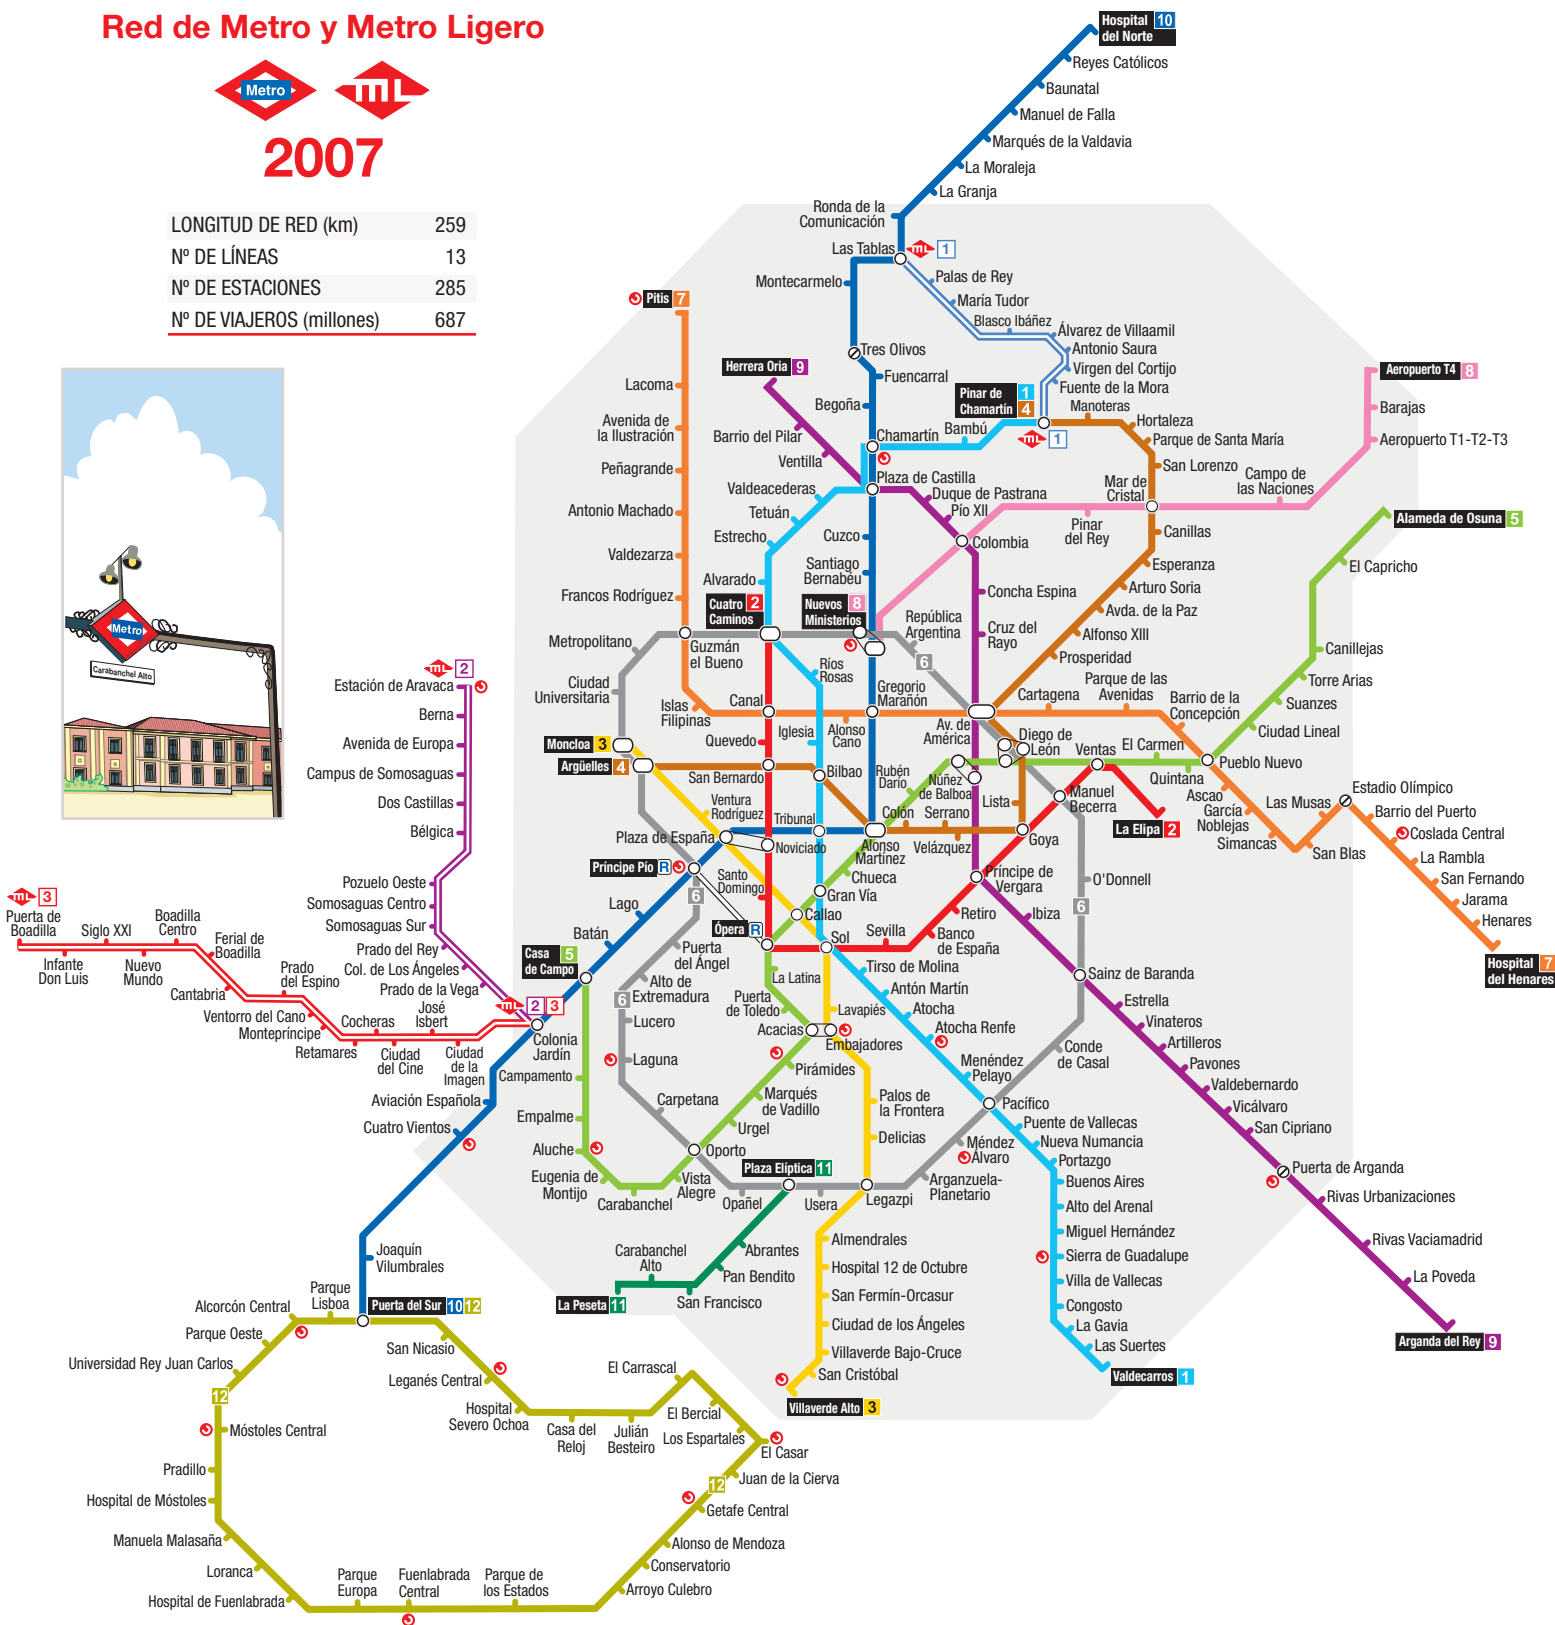 Red de Metro y Metro Ligero
Metro
mL
2007
LONGITUD DE RED (km) 259
Nº DE LÍNEAS 13
Nº DE ESTACIONES 285
Nº DE VIAJEROS (millones) 687
Metro
Carabanchel Alto
Hospital
del Norte 10
Reyes Católicos
Baunatal
Manuel de Falla
Marqués de la Valdavia
La Moraleja
La Granja
Ronda de la
Comunicación
Las Tablas
mL 1
Montecarmelo
Palas de Rey
María Tudor
Blasco Ibáñez
Álvarez de Villaamil
Antonio Saura
Virgen del Cortijo
Fuente de la Mora
Tres Olivos
Fuencarral
Begoña
Chamartín
Bambú
Pinar de
Chamartín 1 4
mL 1
Manoteras
Hortaleza
Parque de Santa María
San Lorenzo
Mar de
Cristal
Canillas
Esperanza
Arturo Soria
Avda. de la Paz
Alfonso XIII
Prosperidad
Aeropuerto T4 8
Barajas
Aeropuerto T1-T2-T3
Campo de
las Naciones
Pinar
del Rey
Colombia
Alameda de Osuna 5
El Capricho
Canillejas
Torre Arias
Suanzes
Ciudad Lineal
Pueblo Nuevo
Quintana
El Carmen
Ventas
Pitis 7
Lacoma
Avenida de
la Ilustración
Peñagrande
Antonio Machado
Valdezarza
Francos Rodríguez
Guzmán
el Bueno
Islas
Filipinas
Canal
Alonso
Cano
Gregorio
Marañón
Av. de
América
Cartagena
Parque de las
Avenidas
Barrio de la
Concepción
Ascao
García
Noblejas
Simancas
San Blas
Las Musas
Estadio Olímpico
Barrio del Puerto
Coslada Central
La Rambla
San Fernando
Jarama
Henares
Hospital
del Henares 7
Herrera Oria 9
Barrio del Pilar
Ventilla
Plaza de Castilla
Duque de Pastrana
Pío XII
Concha Espina
Cruz del
Rayo
Valdeacederas
Tetuán
Estrecho
Alvarado
Cuatro
Caminos 2
Cuzco
Santiago
Bernabéu
Nuevos
Ministerios 8
República
Argentina
6
Metropolitano
Ciudad
Universitaria
Moncloa 3
Argüelles 4
Ríos
Rosas
Iglesia
Quevedo
San Bernardo
Bilbao
Rubén
Darío
Núñez
de Balboa
Diego de
León
Lista
Manuel
Becerra
La Elipa 2
Ventura
Rodríguez
Tribunal
Plaza de España
Noviciado
Alonso
Martínez
Colón
Serrano
Velázquez
Goya
O'Donnell
6
Príncipe Pío R
6
Santo
Domingo
Chueca
Gran Vía
Callao
Príncipe de
Vergara
Retiro
Banco
de España
Sevilla
Sol
Ópera R
Ibiza
Sainz de Baranda
Estrella
Vinateros
Artilleros
Pavones
Valdebernardo
Vicálvaro
San Cipriano
Puerta de Arganda
Rivas Urbanizaciones
Rivas Vaciamadrid
La Poveda
Arganda del Rey 9
Lago
Batán
Casa
de Campo 5
Puerta
del Ángel
Alto de
Extremadura
6
Lucero
Laguna
Carpetana
Oporto
La Latina
Puerta
de Toledo
Acacias
Lavapiés
Embajadores
Pirámides
Marqués
de Vadillo
Urgel
Vista
Alegre
Carabanchel
Eugenia de
Montijo
Aluche
Empalme
Campamento
Tirso de Molina
Antón Martín
Atocha
Atocha Renfe
Menéndez
Pelayo
Pacífico
Conde
de Casal
Puente de Vallecas
Nueva Numancia
Portazgo
Buenos Aires
Alto del Arenal
Miguel Hernández
Sierra de Guadalupe
Villa de Vallecas
Congosto
La Gavia
Las Suertes
Valdecarros 1
Palos de
la Frontera
Delicias
Méndez
Álvaro
Arganzuela-
Planetario
Legazpi
Usera
Opañel
Plaza Elíptica 11
Abrantes
Pan Bendito
San Francisco
Carabanchel
Alto
La Peseta 11
Almendrales
Hospital 12 de Octubre
San Fermín-Orcasur
Ciudad de los Ángeles
Villaverde Bajo-Cruce
San Cristóbal
Villaverde Alto 3
mL 2
Estación de Aravaca
Berna
Avenida de Europa
Campus de Somosaguas
Dos Castillas
Bélgica
Pozuelo Oeste
Somosaguas Centro
Somosaguas Sur
Prado del Rey
Col. de Los Ángeles
Prado de la Vega
mL 2 3
Colonia
Jardín
mL 3
Puerta de
Boadilla
Infante
Don Luis
Siglo XXI
Nuevo
Mundo
Boadilla
Centro
Ferial de
Boadilla
Cantabria
Prado
del Espino
Ventorro del Cano
Montepríncipe
Retamares
Cocheras
Ciudad
del Cine
José
Isbert
Ciudad
de la
Imagen
Aviación Española
Cuatro Vientos
Joaquín
Vilumbrales
Puerta del Sur 10 12
Parque
Lisboa
Alcorcón Central
Parque Oeste
Universidad Rey Juan Carlos
12
Móstoles Central
Pradillo
Hospital de Móstoles
Manuela Malasaña
Loranca
Hospital de Fuenlabrada
Parque
Europa
Fuenlabrada
Central
Parque de
los Estados
Arroyo Culebro
Conservatorio
Alonso de Mendoza
Getafe Central
12
Juan de la Cierva
El Casar
Los Espartales
El Bercial
El Carrascal
Julián
Besteiro
Casa del
Reloj
Hospital
Severo Ochoa
Leganés Central
San Nicasio